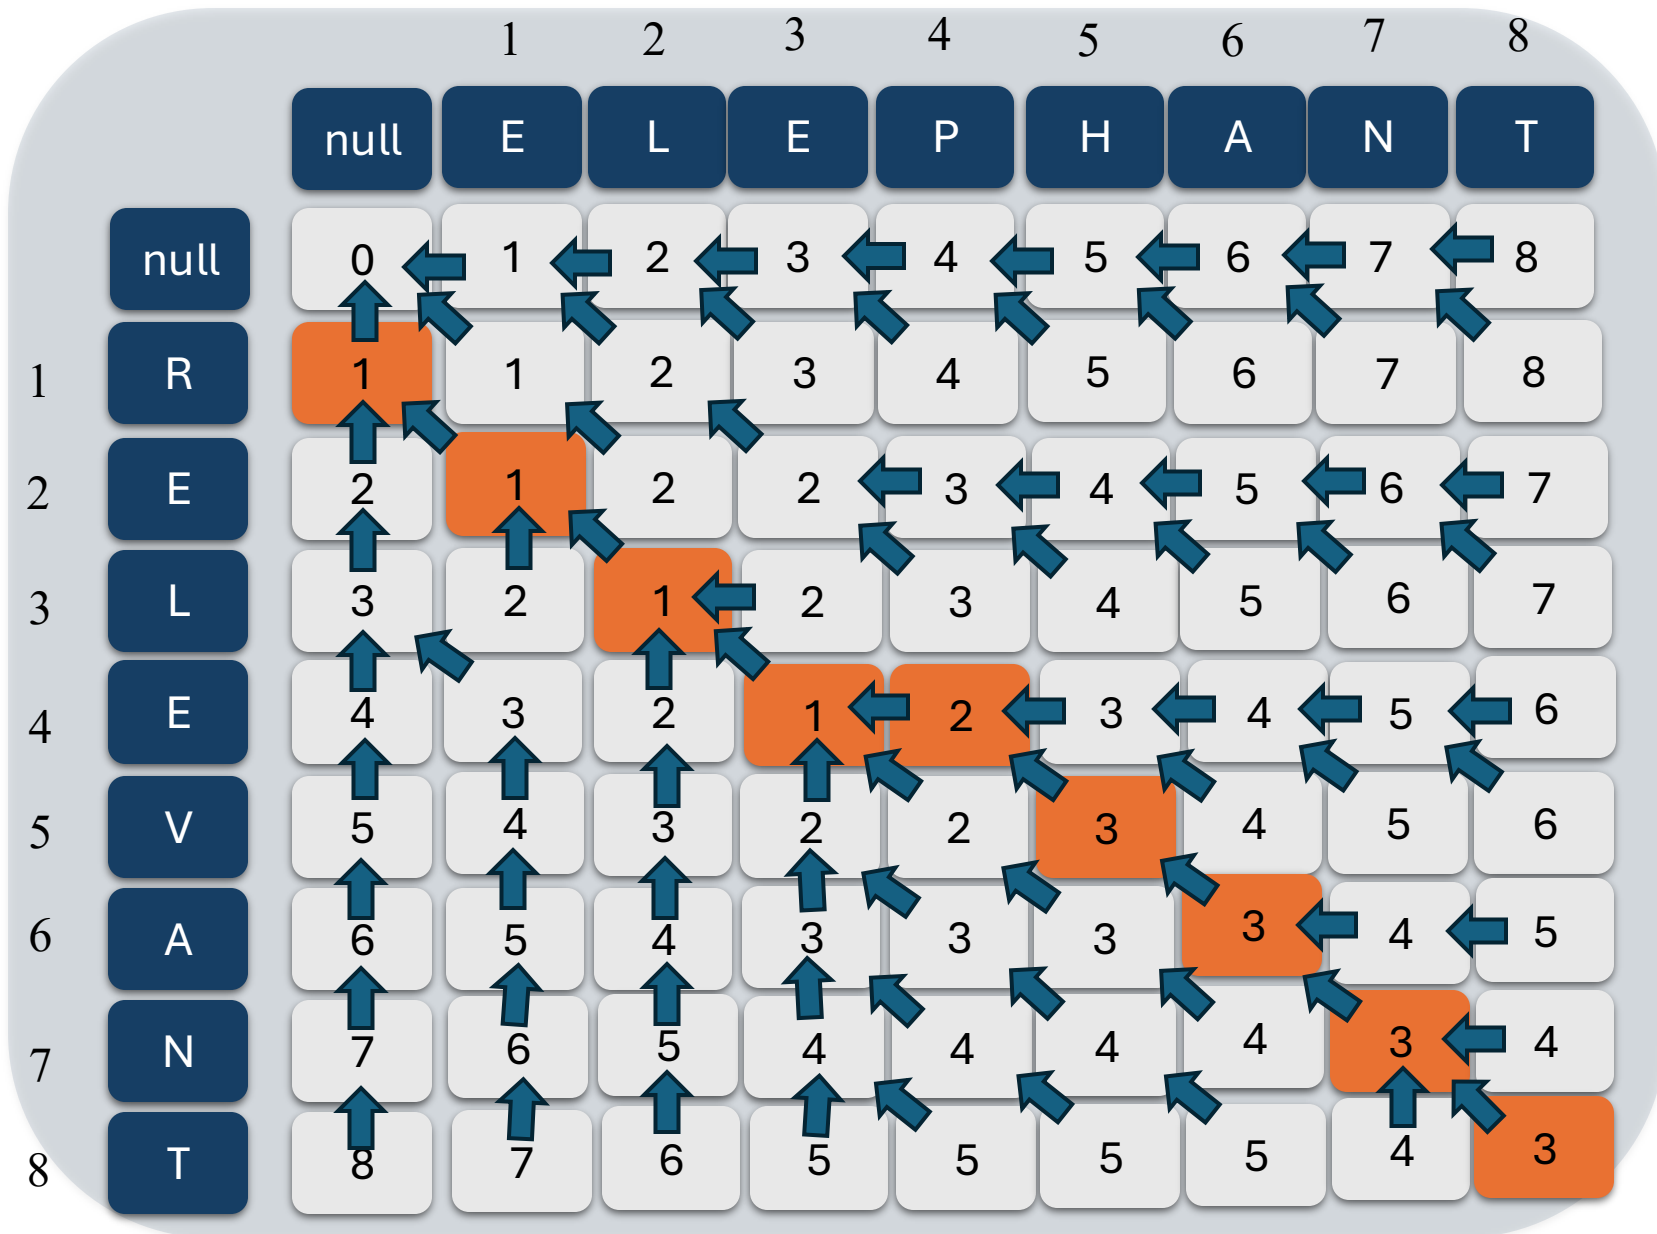 1 2 3 4 5 6 7 8
null E L E P H A N T
null 0 1 2 3 4 5 6 7 8
1 R 1 1 2 3 4 5 6 7 8
2 E 2 1 2 2 3 4 5 6 7
3 L 3 2 1 2 3 4 5 6 7
4 E 4 3 2 1 2 3 4 5 6
5 V 5 4 3 2 2 3 4 5 6
6 A 6 5 4 3 3 3 3 4 5
7 N 7 6 5 4 4 4 4 3 4
8 T 8 7 6 5 5 5 5 4 3